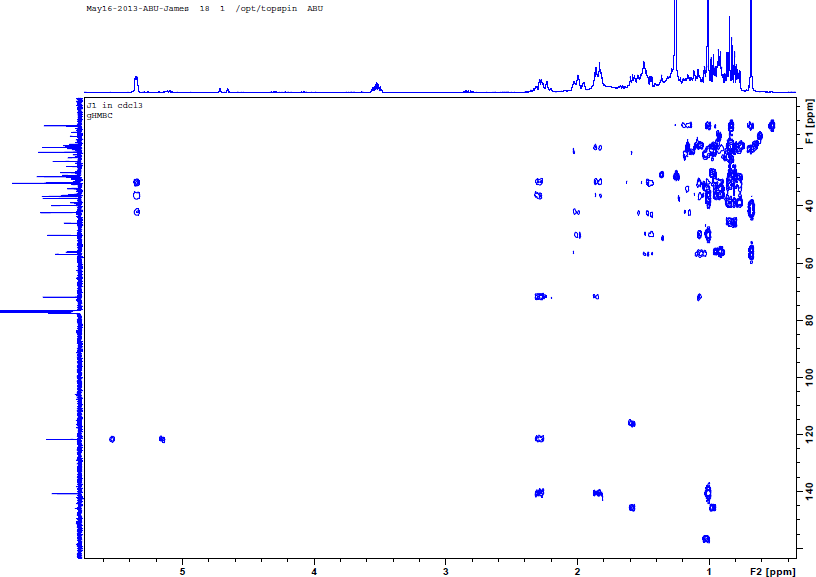 May16-2013-ABU-James 18 1 /opt/topspin ABU
J1 in cdcl3
gHMBC
F1 [ppm]
40
60
80
100
120
140
5 4 3 2 1 F2 [ppm]